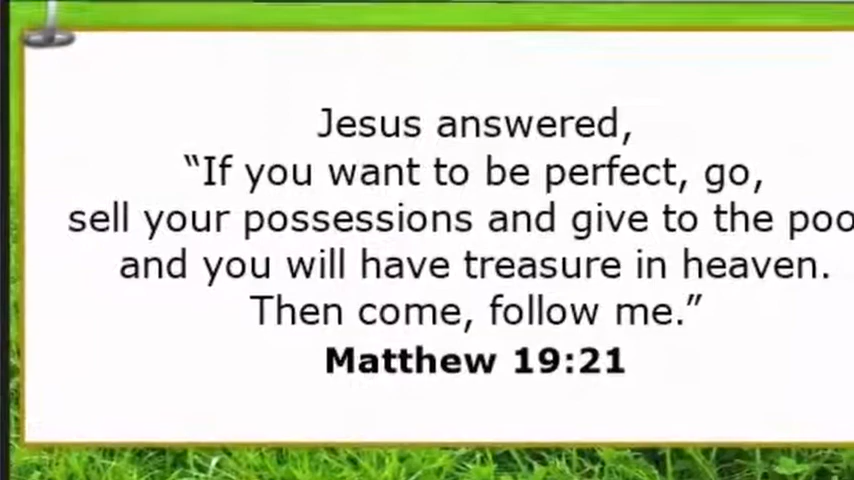 Jesus answered,
“If you want to be perfect, go,
sell your possessions and give to the poo
and you will have treasure in heaven.
Then come, follow me.”
Matthew 19:21